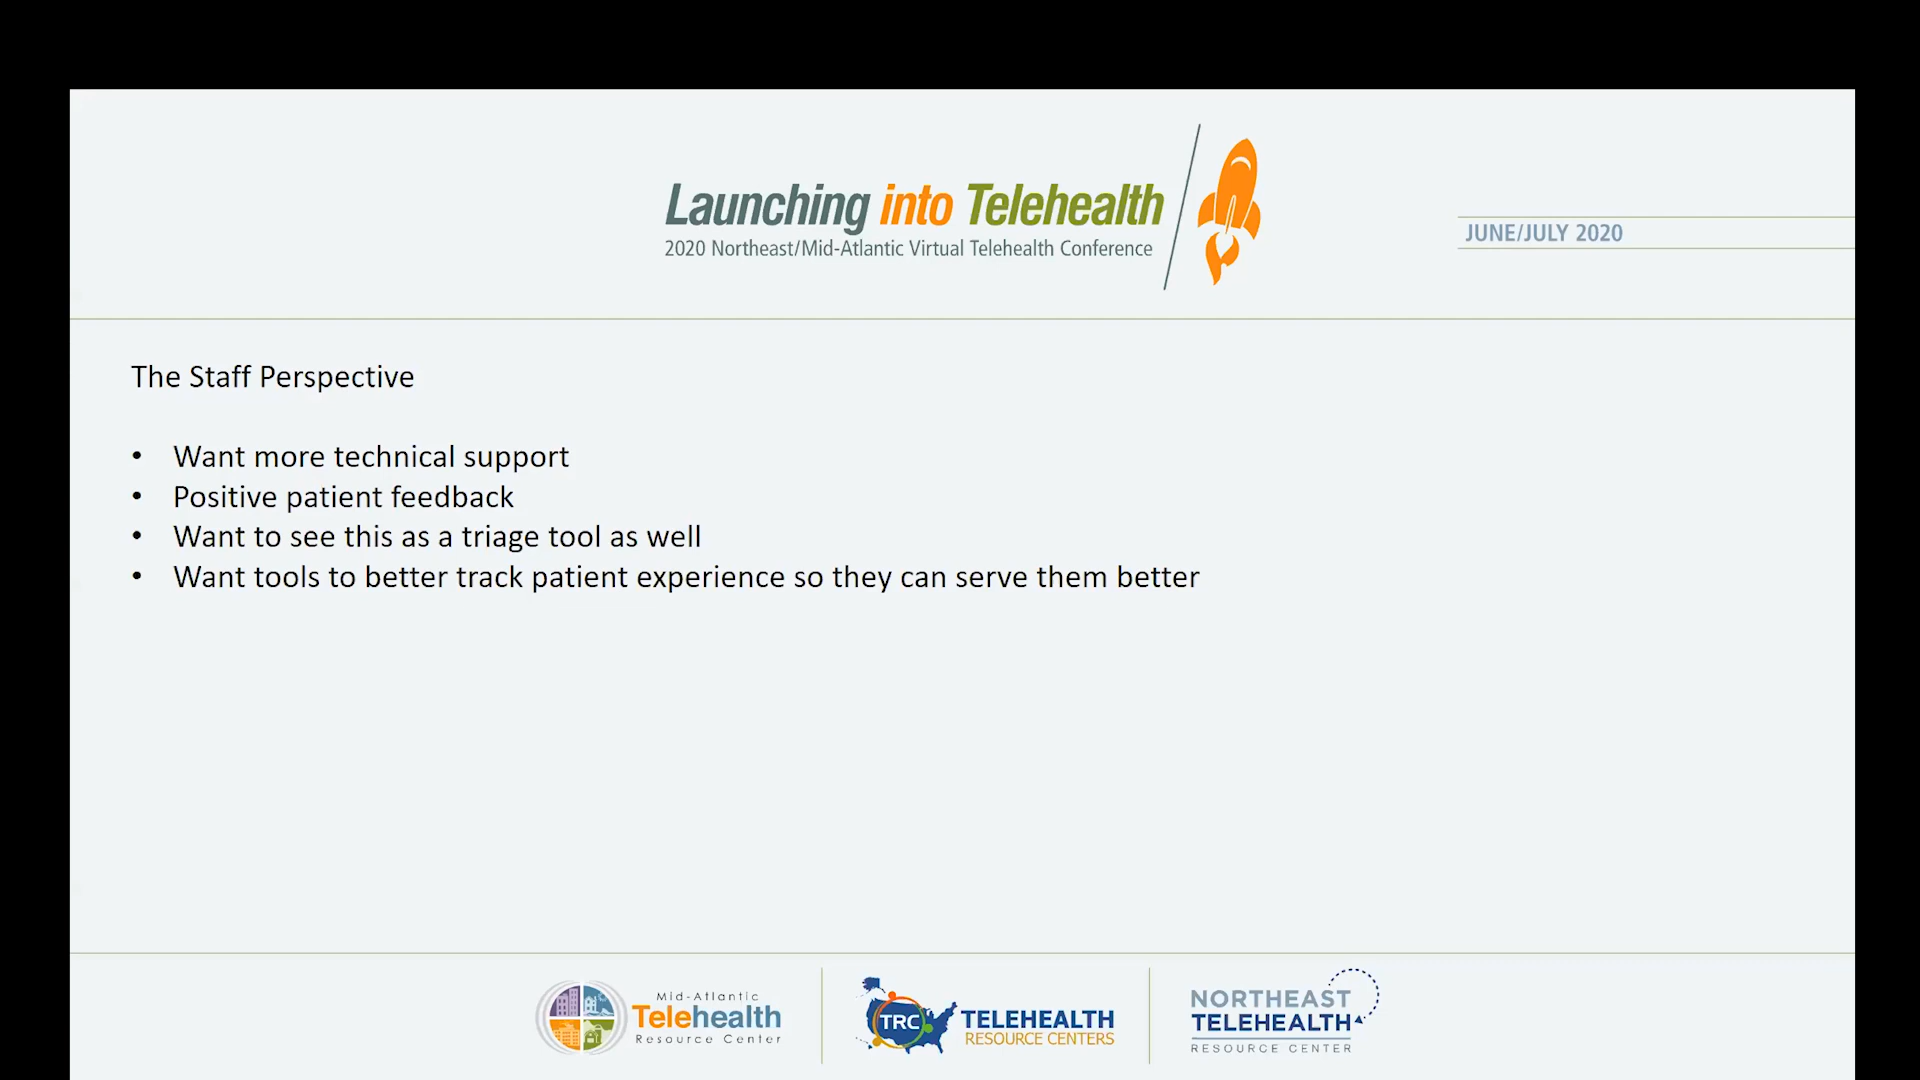 Launching into Telehealth
2020 Northeast/Mid-Atlantic Virtual Telehealth Conference
JUNE/JULY 2020
The Staff Perspective
• Want more technical support
• Positive patient feedback
• Want to see this as a triage tool as well
• Want tools to better track patient experience so they can serve them better
Mid-Atlantic
Telehealth
Resource Center
TRC
TELEHEALTH
RESOURCE CENTERS
NORTHEAST
TELEHEALTH
RESOURCE CENTER